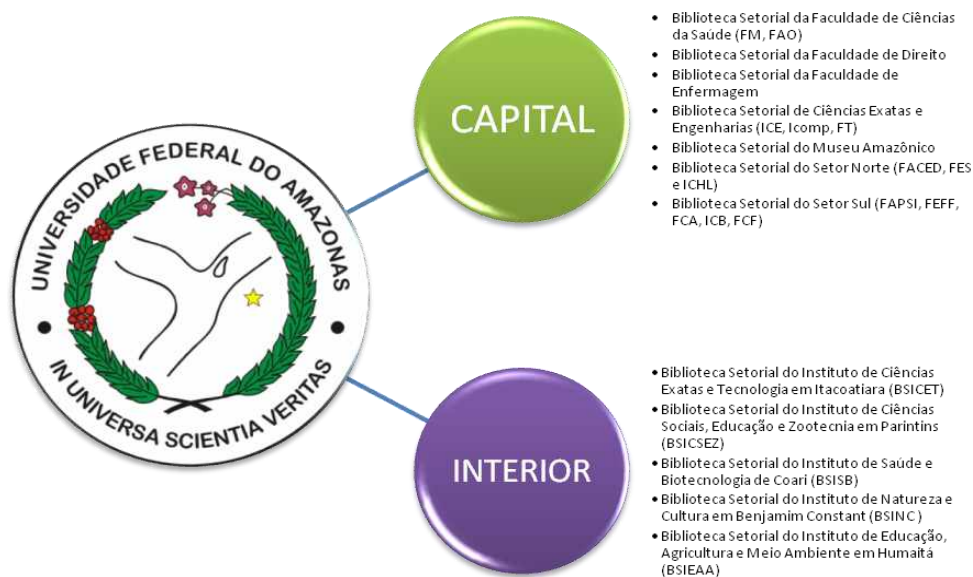 UNIVERSIDADE FEDERAL DO AMAZONAS
IN UNIVERSA SCIENTIA VERITAS
CAPITAL
• Biblioteca Setorial da Faculdade de Ciências
da Saúde (FM, FAO)
• Biblioteca Setorial da Faculdade de Direito
• Biblioteca Setorial da Faculdade de
Enfermagem
• Biblioteca Setorial de Ciências Exatas e
Engenharias (ICE, Icomp, FT)
• Biblioteca Setorial do Museu Amazônico
• Biblioteca Setorial do Setor Norte (FACED, FES
e ICHL)
• Biblioteca Setorial do Setor Sul (FAPSI, FEFF,
FCA, ICB, FCF)
INTERIOR
• Biblioteca Setorial do Instituto de Ciências
Exatas e Tecnologia em Itacoatiara (BSICET)
• Biblioteca Setorial do Instituto de Ciências
Sociais, Educação e Zootecnia em Parintins
(BSICSEZ)
• Biblioteca Setorial do Instituto de Saúde e
Biotecnologia de Coari (BSISB)
• Biblioteca Setorial do Instituto de Natureza e
Cultura em Benjamim Constant (BSINC )
• Biblioteca Setorial do Instituto de Educação,
Agricultura e Meio Ambiente em Humaitá
(BSIEAA)